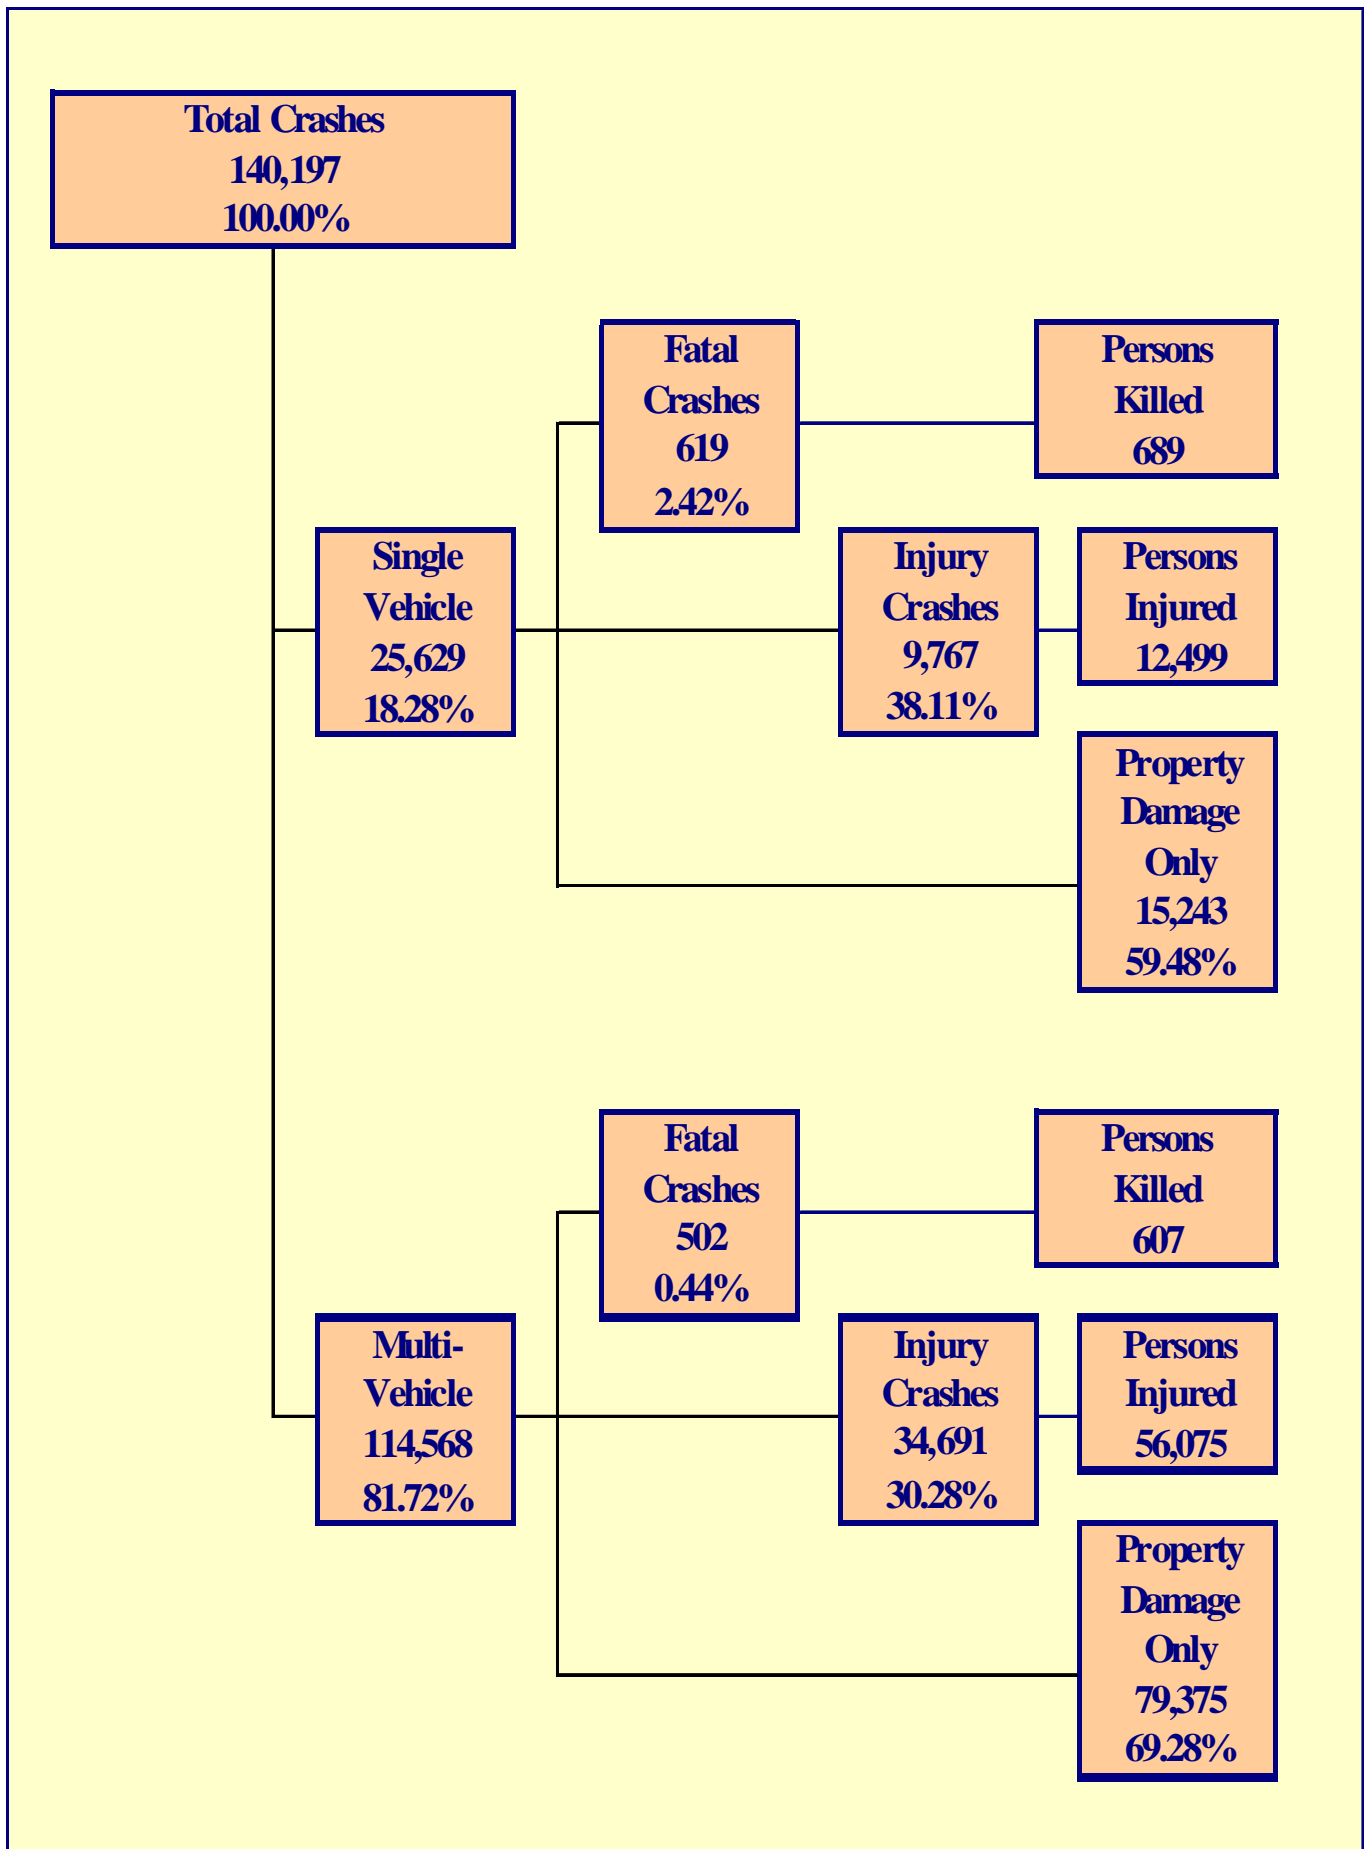 Total Crashes
140,197
100.00%
Fatal
Crashes
619
2.42%
Persons
Killed
689
Single
Vehicle
25,629
18.28%
Injury
Crashes
9,767
38.11%
Persons
Injured
12,499
Property
Damage
Only
15,243
59.48%
Fatal
Crashes
502
0.44%
Persons
Killed
607
Multi-
Vehicle
114,568
81.72%
Injury
Crashes
34,691
30.28%
Persons
Injured
56,075
Property
Damage
Only
79,375
69.28%